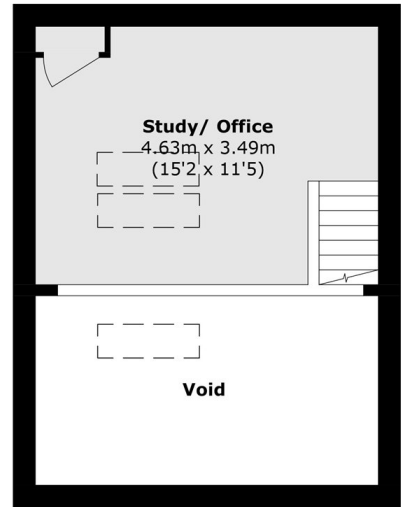 Study/ Office
4.63m x 3.49m
(15'2 x 11'5)
Void